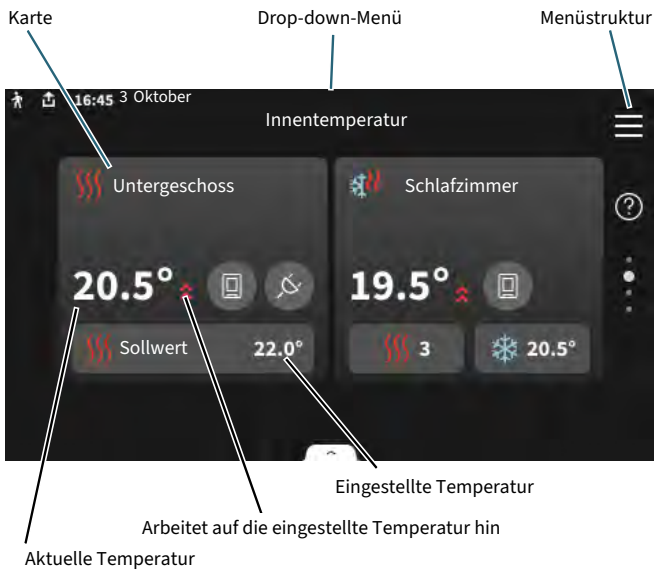 Karte Drop-down-Menü Menüstruktur
16:45 3 Oktober
Innentemperatur
Untergeschoss Schlafzimmer
?
20.5° 19.5°
Sollwert 22.0° 3 20.5°
Eingestellte Temperatur
Arbeitet auf die eingestellte Temperatur hin
Aktuelle Temperatur